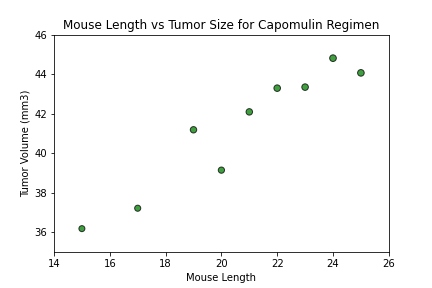 Mouse Length vs Tumor Size for Capomulin Regimen
46
44
42
40
38
36
Tumor Volume (mm3)
14 16 18 20 22 24 26
Mouse Length